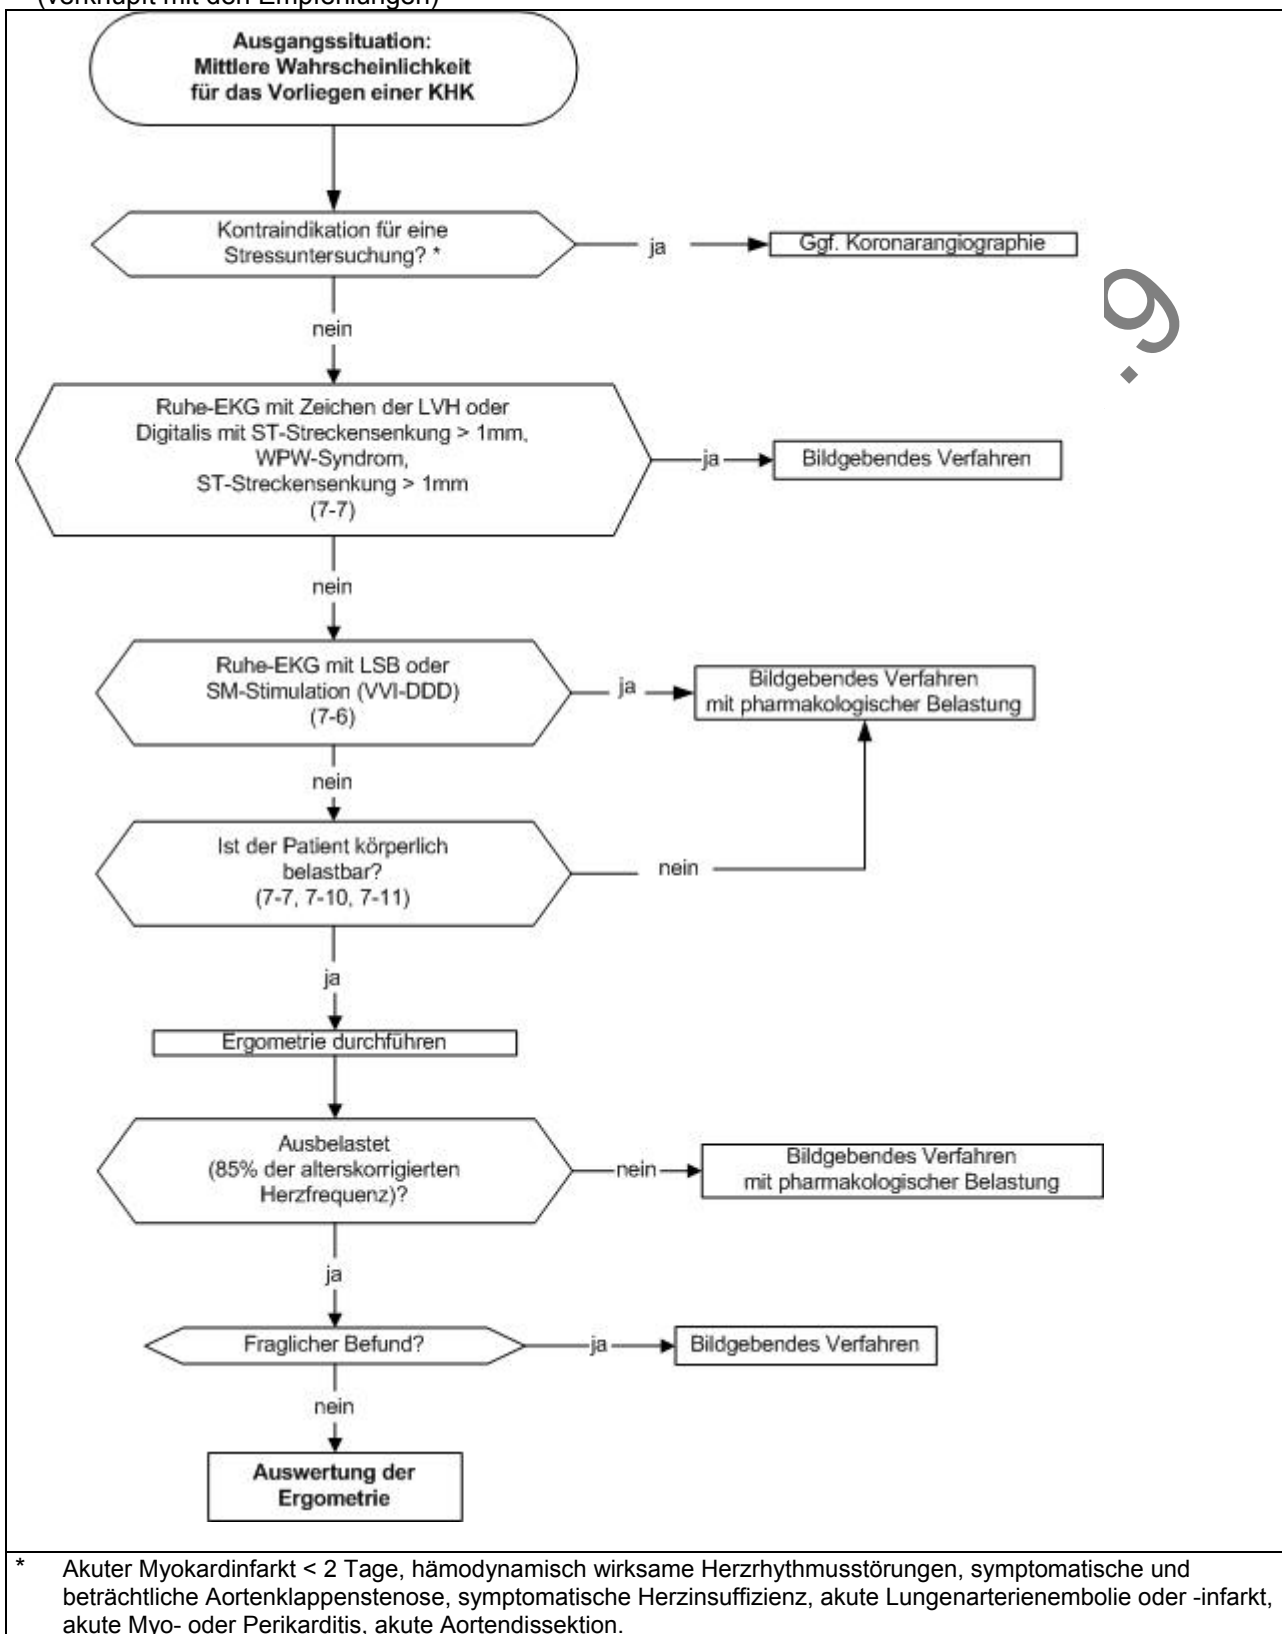 (verknüpft mit den Empfehlungen)
Ausgangssituation:
Mittlere Wahrscheinlichkeit
für das Vorliegen einer KHK
Kontraindikation für eine
Stressuntersuchung? *
ja
Ggf. Koronarangiographie
nein
Ruhe-EKG mit Zeichen der LVH oder
Digitalis mit ST-Streckensenkung > 1mm,
WPW-Syndrom,
ST-Streckensenkung > 1mm
(7-7)
ja
Bildgebendes Verfahren
nein
Ruhe-EKG mit LSB oder
SM-Stimulation (VVI-DDD)
(7-6)
ja
Bildgebendes Verfahren
mit pharmakologischer Belastung
nein
Ist der Patient körperlich
belastbar?
(7-7, 7-10, 7-11)
nein
ja
Ergometrie durchführen
Ausbelastet
(85% der alterskorrigierten
Herzfrequenz)?
nein
Bildgebendes Verfahren
mit pharmakologischer Belastung
ja
Fraglicher Befund?
ja
Bildgebendes Verfahren
nein
Auswertung der
Ergometrie
* Akuter Myokardinfarkt < 2 Tage, hämodynamisch wirksame Herzrhythmusstörungen, symptomatische und
beträchtliche Aortenklappenstenose, symptomatische Herzinsuffizienz, akute Lungenarterienembolie oder -infarkt,
akute Myo- oder Perikarditis, akute Aortendissektion.